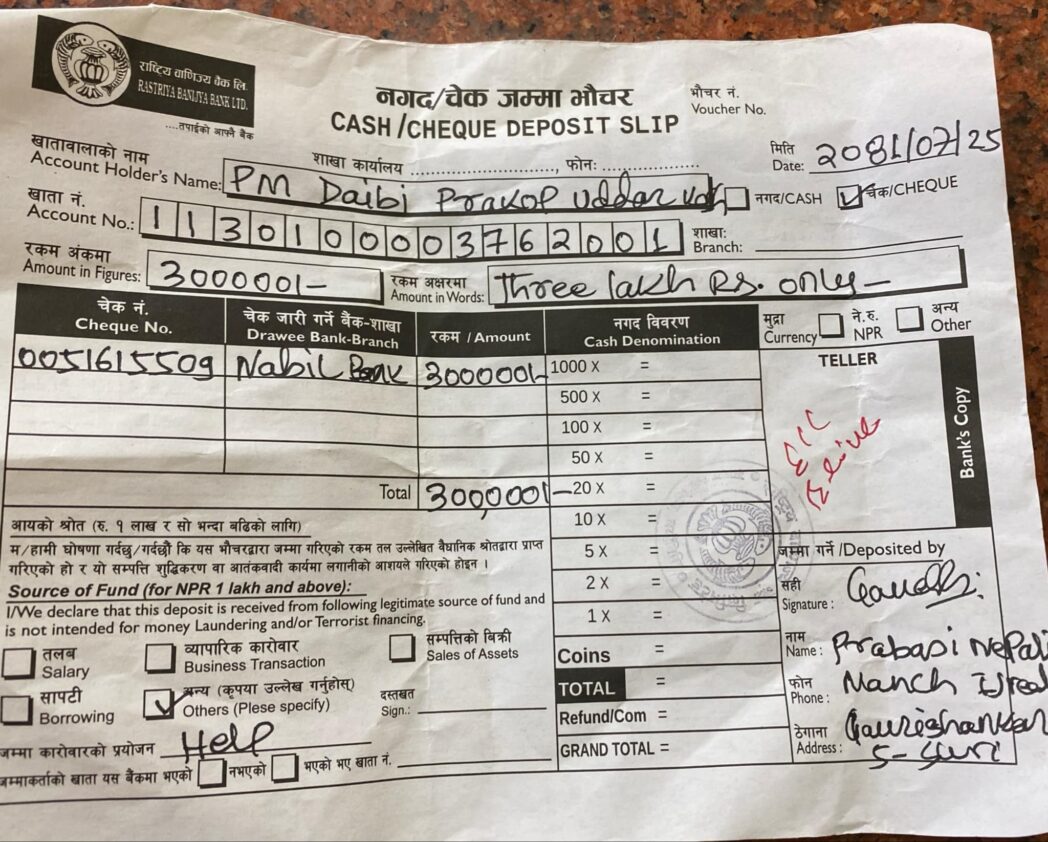 राष्ट्रिय वाणिज्य बैंक लि.
RASTRIYA BANIJYA BANK LTD.
....तपाईंको आफ्नै बैंक
नगद/चेक जम्मा भौचर
CASH/CHEQUE DEPOSIT SLIP
भौचर नं.
Voucher No.
खातावालाको नाम
Account Holder's Name: PM Daibi Prakop Uddar
शाखा कार्यालय ........................, फोनः ...................
मिति
Date: 2081/07/25
नगद/CASH चेक/CHEQUE
खाता नं.
Account No.: 1130100003762001
शाखाः
Branch:
रकम अंकमा
Amount in Figures: 300000/-
रकम अक्षरमा
Amount in Words: Three lakh Rs. only-
चेक नं.
Cheque No.
चेक जारी गर्ने बैंक-शाखा
Drawee Bank-Branch
रकम/Amount
नगद विवरण
Cash Denomination
मुद्रा
Currency
ने.रु.
NPR
अन्य
Other
0051615509 Nabil Bank 300000/-
1000 X =
500 X =
100 X =
50 X =
20 X =
10 X =
5 X =
2 X =
1 X =
Coins =
TOTAL =
Refund/Com =
GRAND TOTAL =
TELLER
Bank's Copy
Total 300,000/-
आयको श्रोत (रु. १ लाख र सो भन्दा बढिको लागि)
म/हामी घोषणा गर्दछु/गर्दछौं कि यस भौचरद्वारा जम्मा गरिएको रकम तल उल्लेखित वैधानिक श्रोतद्वारा प्राप्त
गरिएको हो र यो सम्पत्ति शुद्धिकरण वा आतंकवादी कार्यमा लगानीको आशयले गरिएको होइन ।
Source of Fund (for NPR 1 lakh and above):
I/We declare that this deposit is received from following legitimate source of fund and
is not intended for money Laundering and/or Terrorist financing.
तलब
Salary
व्यापारिक कारोवार
Business Transaction
सम्पत्तिको बिक्री
Sales of Assets
सापटी
Borrowing
अन्य (कृपया उल्लेख गर्नुहोस्)
Others (Plese specify)
दस्तखत
Sign.:
जम्मा कारोवारको प्रयोजन Help
जम्माकर्ताको खाता यस बैंकमा भएको नभएको भएको भए खाता नं.
जम्मा गर्ने/Deposited by
सही
Signature:
नाम
Name: Prabasi Nepali
फोन
Phone: Manch
ठेगाना
Address: Gaurishankar
5-